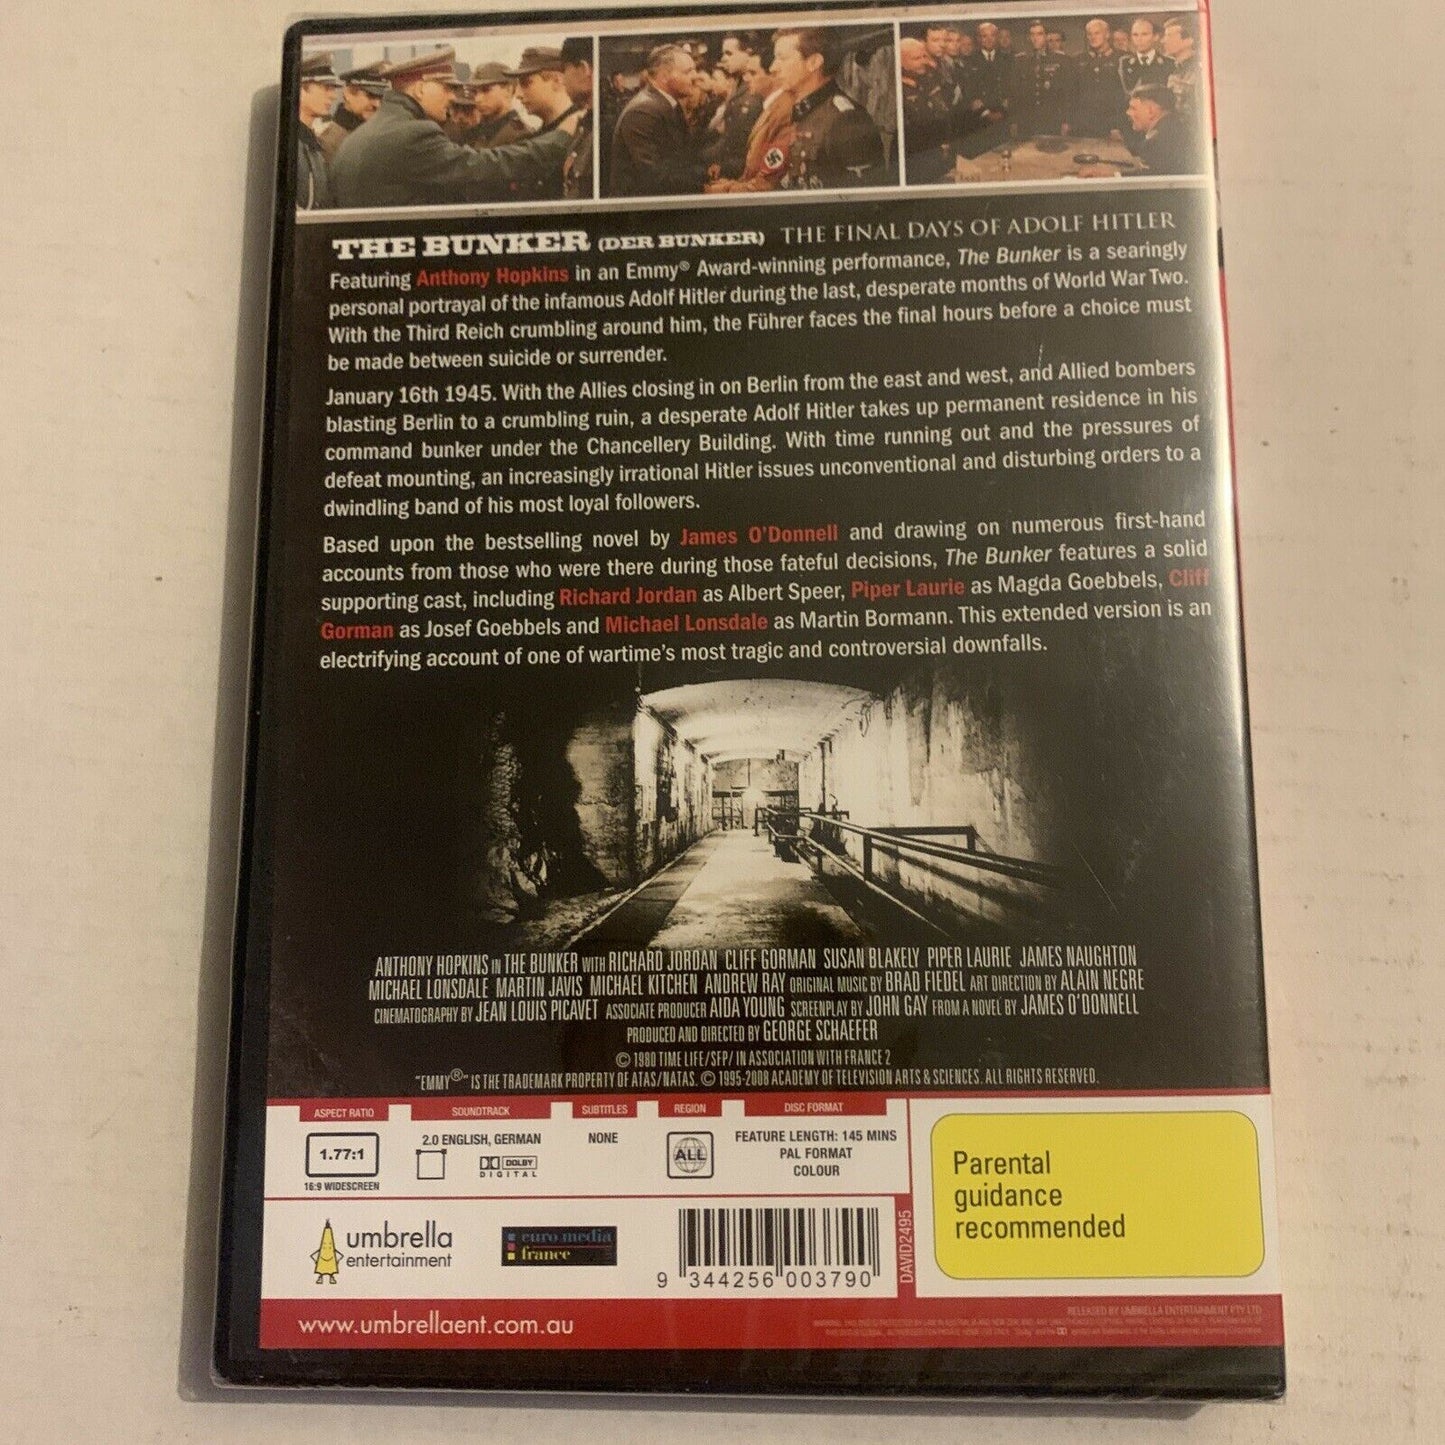 THE BUNKER (DER BUNKER) THE FINAL DAYS OF ADOLF HITLER
Featuring Anthony Hopkins in an Emmy® Award-winning performance, The Bunker is a searingly
personal portrayal of the infamous Adolf Hitler during the last, desperate months of World War Two.
With the Third Reich crumbling around him, the Führer faces the final hours before a choice must
be made between suicide or surrender.
January 16th 1945. With the Allies closing in on Berlin from the east and west, and Allied bombers
blasting Berlin to a crumbling ruin, a desperate Adolf Hitler takes up permanent residence in his
command bunker under the Chancellery Building. With time running out and the pressures of
defeat mounting, an increasingly irrational Hitler issues unconventional and disturbing orders to a
dwindling band of his most loyal followers.
Based upon the bestselling novel by James O'Donnell and drawing on numerous first-hand
accounts from those who were there during those fateful decisions, The Bunker features a solid
supporting cast, including Richard Jordan as Albert Speer, Piper Laurie as Magda Goebbels, Cliff
Gorman as Josef Goebbels and Michael Lonsdale as Martin Bormann. This extended version is an
electrifying account of one of wartime's most tragic and controversial downfalls.
ANTHONY HOPKINS IN THE BUNKER WITH RICHARD JORDAN CLIFF GORMAN SUSAN BLAKELY PIPER LAURIE JAMES NAUGHTON
MICHAEL LONSDALE MARTIN JAVIS MICHAEL KITCHEN ANDREW RAY ORIGINAL MUSIC BY BRAD FIEDEL ART DIRECTION BY ALAIN NEGRE
CINEMATOGRAPHY BY JEAN LOUIS PICAVET ASSOCIATE PRODUCER AIDA YOUNG SCREENPLAY BY JOHN GAY FROM A NOVEL BY JAMES O'DONNELL
PRODUCED AND DIRECTED BY GEORGE SCHAEFER
© 1980 TIME LIFE/SFP/ IN ASSOCIATION WITH FRANCE 2
"EMMY®" IS THE TRADEMARK PROPERTY OF ATAS/NATAS. © 1995-2008 ACADEMY OF TELEVISION ARTS & SCIENCES. ALL RIGHTS RESERVED.
ASPECT RATIO SOUNDTRACK SUBTITLES REGION DISC FORMAT
1.77:1
16:9 WIDESCREEN
2.0 ENGLISH, GERMAN
DOLBY
DIGITAL
NONE
ALL
FEATURE LENGTH: 145 MINS
PAL FORMAT
COLOUR
Parental
guidance
recommended
umbrella
entertainment
euro media
france
9 344256 003790
DAVID2495
www.umbrellaent.com.au
RELEASED BY UMBRELLA ENTERTAINMENT PTY LTD